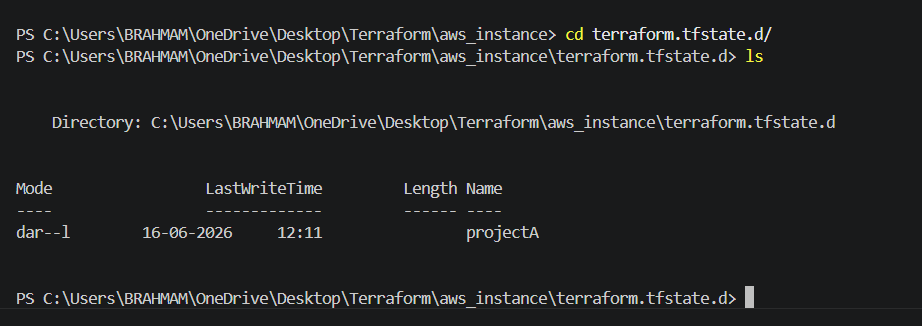 PS C:\Users\BRAHMAM\OneDrive\Desktop\Terraform\aws_instance> cd terraform.tfstate.d/
PS C:\Users\BRAHMAM\OneDrive\Desktop\Terraform\aws_instance\terraform.tfstate.d> ls
Directory: C:\Users\BRAHMAM\OneDrive\Desktop\Terraform\aws_instance\terraform.tfstate.d
Mode                 LastWriteTime         Length Name
----                 -------------         ------ ----
dar--l        16-06-2026     12:11                projectA
PS C:\Users\BRAHMAM\OneDrive\Desktop\Terraform\aws_instance\terraform.tfstate.d>